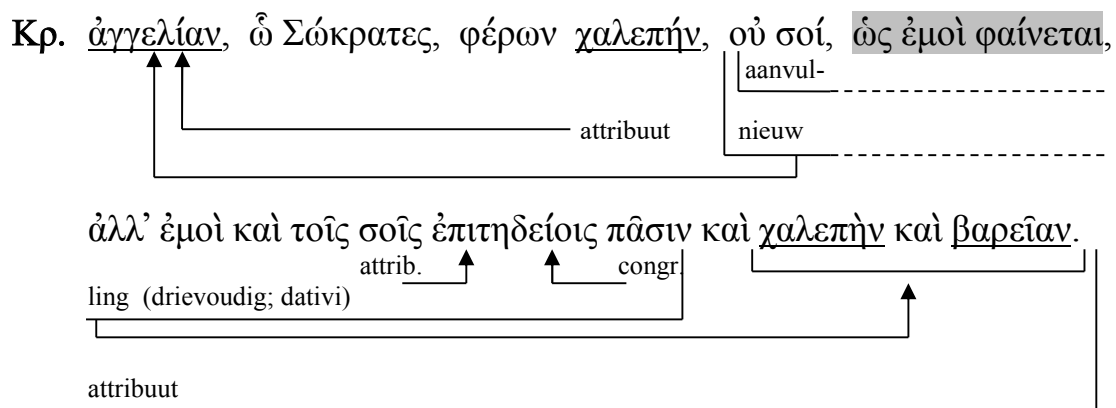 Κρ. ἀγγελίαν, ὦ Σώκρατες, φέρων χαλεπήν, οὐ σοί, ὡς ἐμοὶ φαίνεται,
aanvul-
attribuut nieuw
ἀλλ’ ἐμοὶ καὶ τοῖς σοῖς ἐπιτηδείοις πᾶσιν καὶ χαλεπὴν καὶ βαρεῖαν.
attrib. congr.
ling (drievoudig; dativi)
attribuut